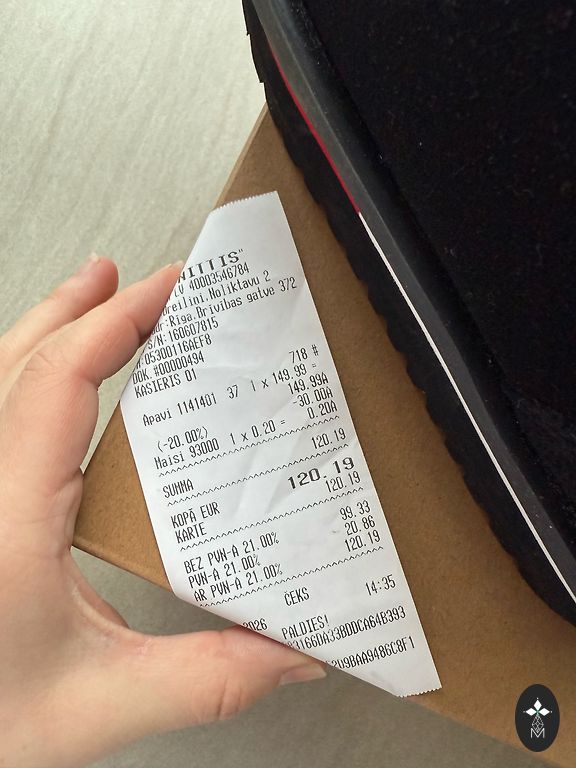 NITTIS"
LV 40003546784
Dreilini,Noliktavu 2
Riga,Brivibas gatve 372
S/N:160607815
05300116AEF8
DOK.#00000494
KASIERIS 01
718 #
Apavi 1141401 37 1 x 149.99 =
149.99A
(-20.00%) -30.00A
Maisi 93000 1 x 0.20 = 0.20A
SUMMA 120.19
KOPĀ EUR 120.19
KARTE 120.19
BEZ PVN-A 21.00% 99.33
PVN-A 21.00% 20.86
AR PVN-A 21.00% 120.19
ČEKS 14:35
2026
PALDIES!
M